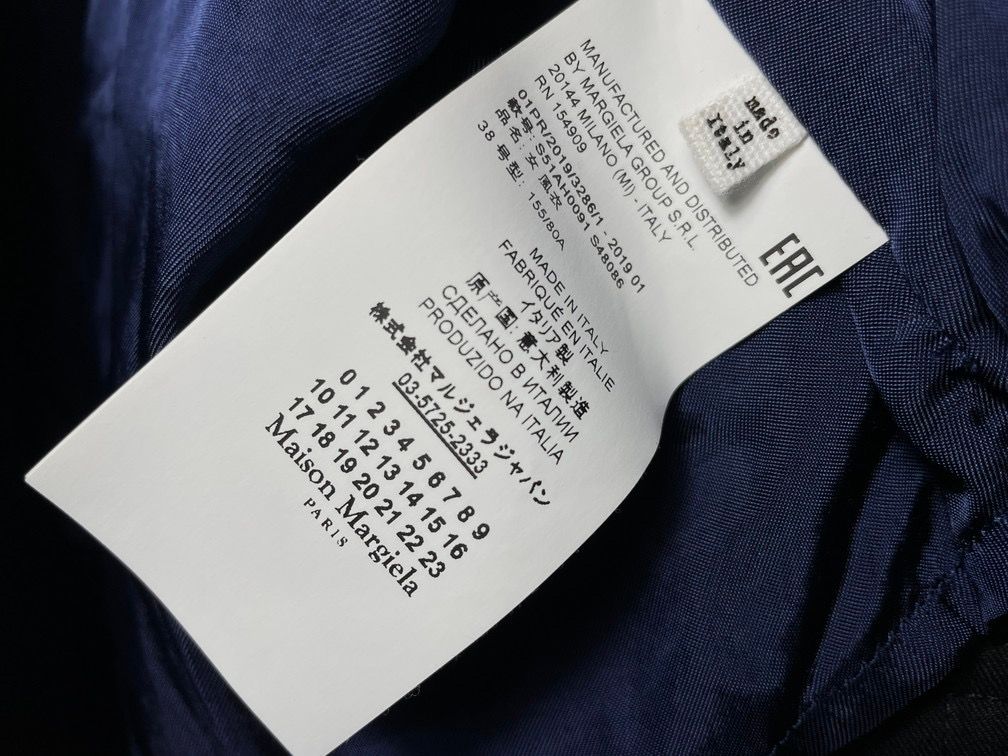 made
in
italy
EAC
MANUFACTURED AND DISTRIBUTED
BY MARGIELA GROUP S.R.L.
20144 MILANO (MI) - ITALY
RN 154909
01PR/2019/3286/1 - 2019 01
款号: S51AH0091 S48086
品名: 女 風衣
38 号型: 155/80A
MADE IN ITALY
FABRIQUÉ EN ITALIE
イタリア製
原产国: 意大利製造
СДЕЛАНО В ИТАЛИИ
PRODUZIDO NA ITALIA
株式会社マルジェラジャパン
03-5725-2333
0 1 2 3 4 5 6 7 8 9
10 11 12 13 14 15 16
17 18 19 20 21 22 23
Maison Margiela
PARIS